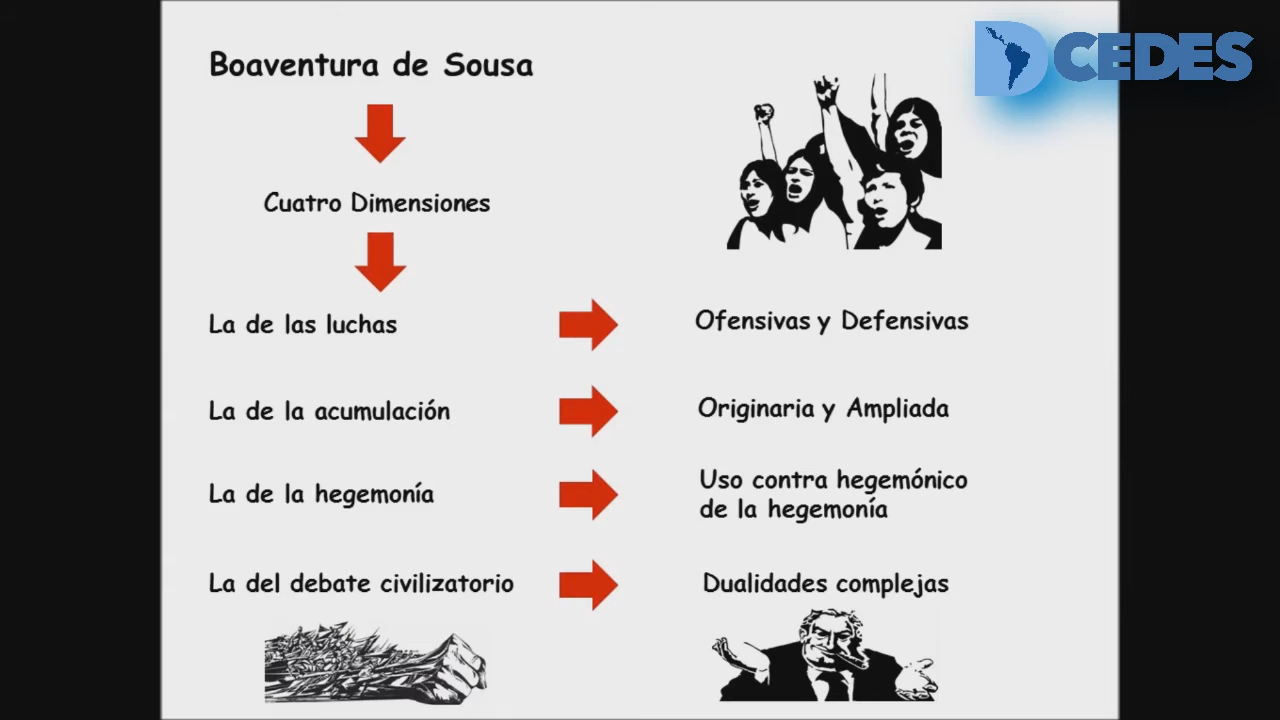 Boaventura de Sousa
DCEDES
Cuatro Dimensiones
La de las luchas
Ofensivas y Defensivas
La de la acumulación
Originaria y Ampliada
La de la hegemonía
Uso contra hegemónico
de la hegemonía
La del debate civilizatorio
Dualidades complejas